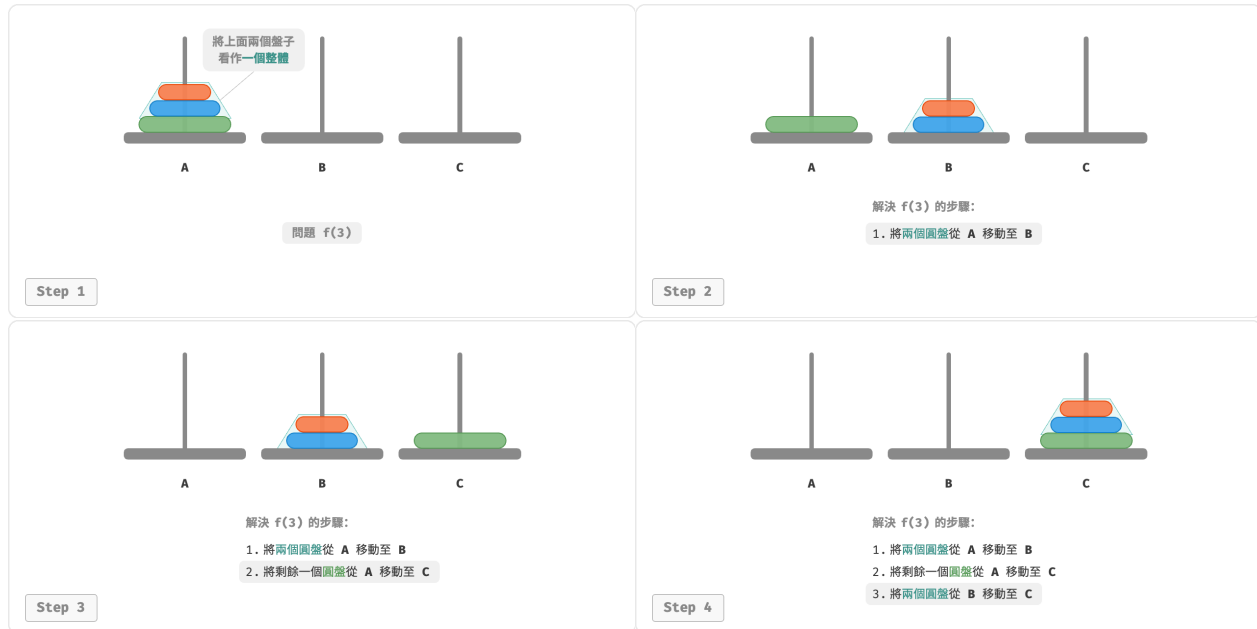 將上面兩個盤子
看作一個整體
A
B
C
問題 f(3)
Step 1
A
B
C
解決 f(3) 的步驟：
1. 將兩個圓盤從 A 移動至 B
Step 2
A
B
C
解決 f(3) 的步驟：
1. 將兩個圓盤從 A 移動至 B
2. 將剩餘一個圓盤從 A 移動至 C
Step 3
A
B
C
解決 f(3) 的步驟：
1. 將兩個圓盤從 A 移動至 B
2. 將剩餘一個圓盤從 A 移動至 C
3. 將兩個圓盤從 B 移動至 C
Step 4